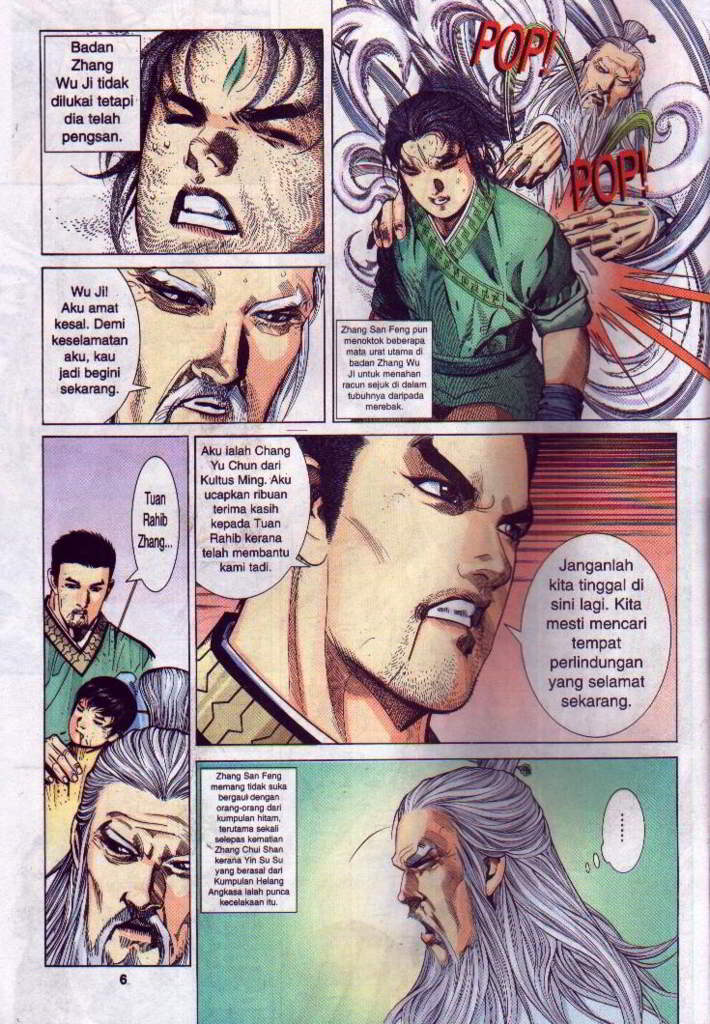 Badan
Zhang
Wu Ji tidak
dilukai tetapi
dia telah
pengsan.
POP!
POP!
Zhang San Feng pun
menoktok beberapa
mata urat utama di
badan Zhang Wu
Ji untuk menahan
racun sejuk di dalam
tubuhnya daripada
merebak.
Wu Ji!
Aku amat
kesal. Demi
keselamatan
aku, kau
jadi begini
sekarang.
Tuan
Rahib
Zhang...
Aku ialah Chang
Yu Chun dari
Kultus Ming. Aku
ucapkan ribuan
terima kasih
kepada Tuan
Rahib kerana
telah membantu
kami tadi.
Janganlah
kita tinggal di
sini lagi. Kita
mesti mencari
tempat
perlindungan
yang selamat
sekarang.
Zhang San Feng
memang tidak suka
bergaul dengan
orang-orang dari
kumpulan hitam,
terutama sekali
selepas kematian
Zhang Chui Shan
kerana Yin Su Su
yang berasal dari
Kumpulan Helang
Angkasa ialah punca
kecelakaan itu.
......
6